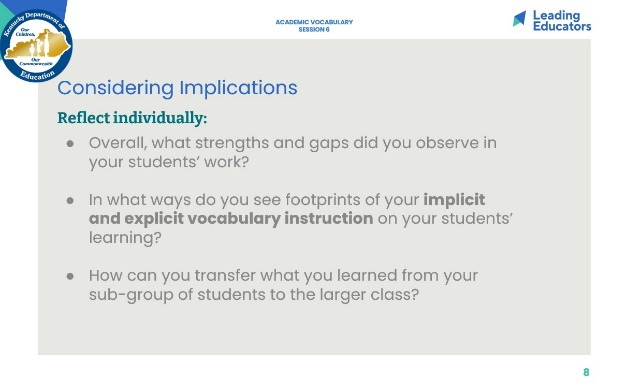 Kentucky Department of
Our
Children,
Our
Commonwealth
Education
ACADEMIC VOCABULARY
SESSION 6
Leading
Educators
Considering Implications
Reflect individually:
● Overall, what strengths and gaps did you observe in
your students’ work?
● In what ways do you see footprints of your implicit
and explicit vocabulary instruction on your students’
learning?
● How can you transfer what you learned from your
sub-group of students to the larger class?
8